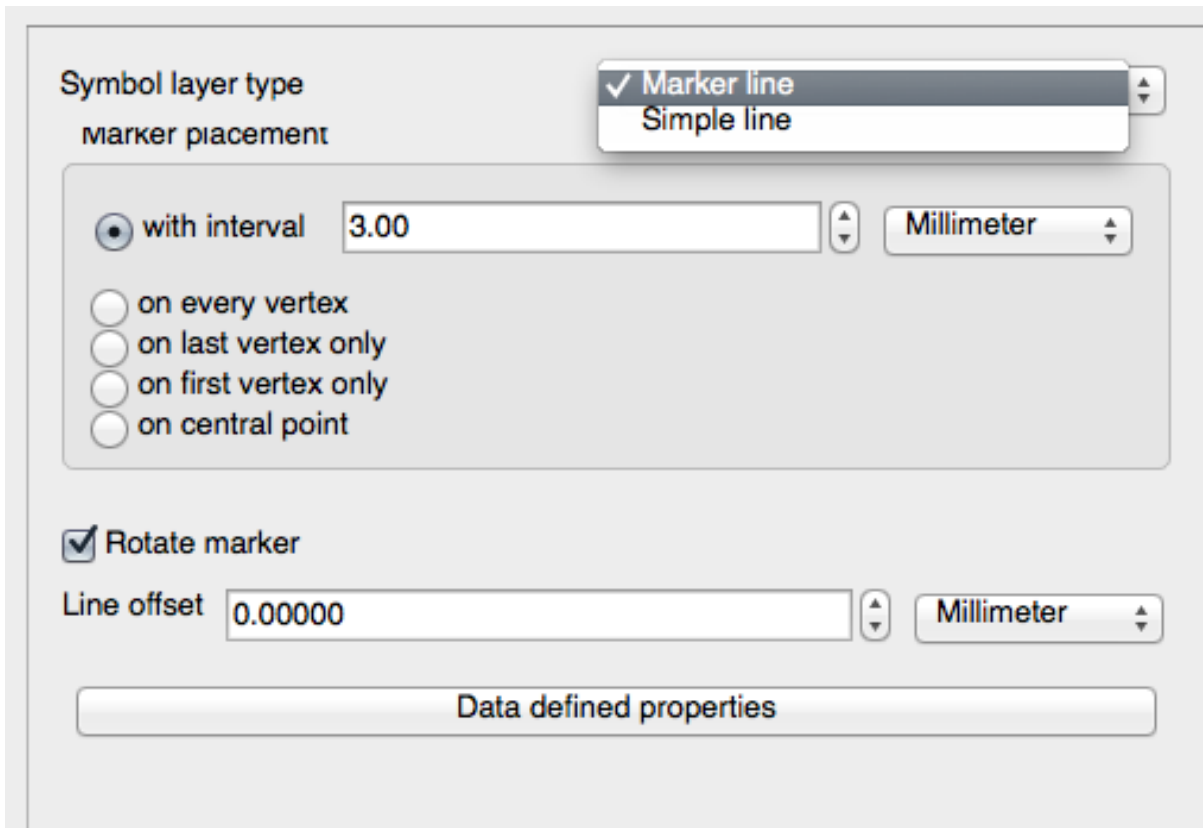 Symbol layer type
Marker line
Simple line
Marker placement
with interval 3.00 Millimeter
on every vertex
on last vertex only
on first vertex only
on central point
Rotate marker
Line offset 0.00000 Millimeter
Data defined properties